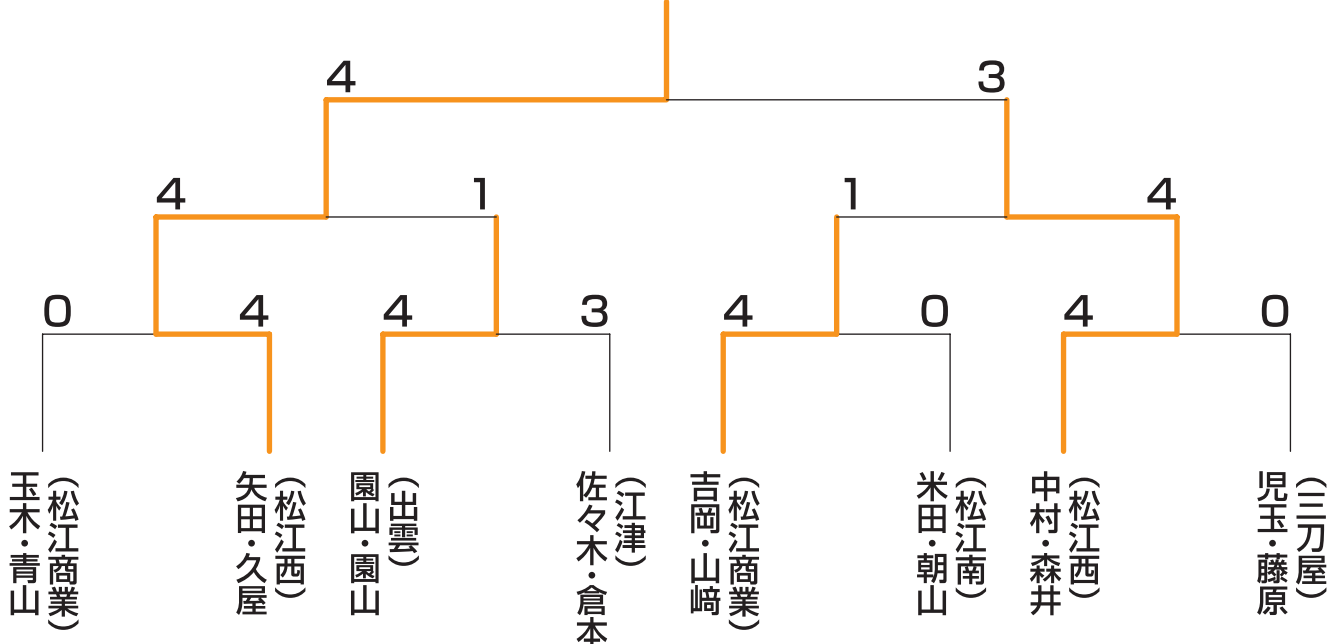 4
3
4
1
1
4
0
4
4
3
4
0
4
0
玉木・青山
（松江商業）
矢田・久屋
（松江西）
園山・園山
（出雲）
佐々木・倉本
（江津）
吉岡・山﨑
（松江商業）
米田・朝山
（松江南）
中村・森井
（松江西）
児玉・藤原
（三刀屋）